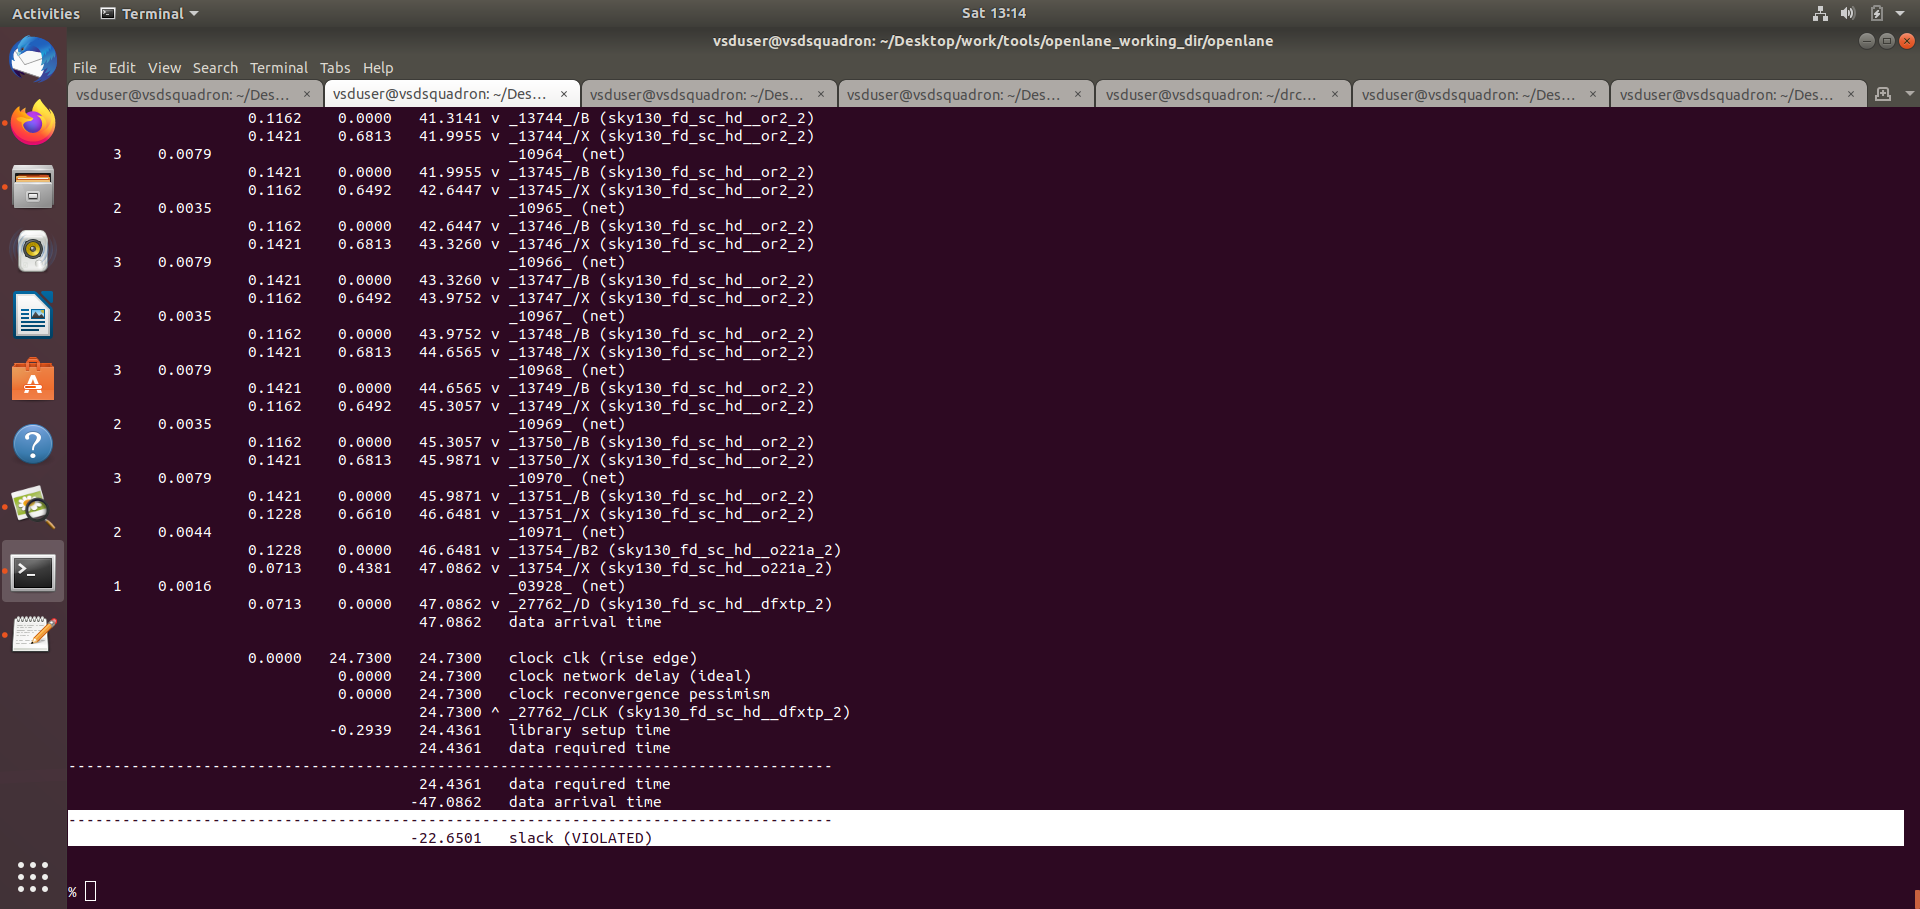 Activities Terminal Sat 13:14
vsduser@vsdsquadron: ~/Desktop/work/tools/openlane_working_dir/openlane
File Edit View Search Terminal Tabs Help
vsduser@vsdsquadron: ~/Des... × vsduser@vsdsquadron: ~/Des... × vsduser@vsdsquadron: ~/Des... × vsduser@vsdsquadron: ~/Des... × vsduser@vsdsquadron: ~/drc... × vsduser@vsdsquadron: ~/Des... × vsduser@vsdsquadron: ~/Des... ×
0.1162 0.0000 41.3141 v _13744_/B (sky130_fd_sc_hd__or2_2)
0.1421 0.6813 41.9955 v _13744_/X (sky130_fd_sc_hd__or2_2)
3 0.0079 _10964_ (net)
0.1421 0.0000 41.9955 v _13745_/B (sky130_fd_sc_hd__or2_2)
0.1162 0.6492 42.6447 v _13745_/X (sky130_fd_sc_hd__or2_2)
2 0.0035 _10965_ (net)
0.1162 0.0000 42.6447 v _13746_/B (sky130_fd_sc_hd__or2_2)
0.1421 0.6813 43.3260 v _13746_/X (sky130_fd_sc_hd__or2_2)
3 0.0079 _10966_ (net)
0.1421 0.0000 43.3260 v _13747_/B (sky130_fd_sc_hd__or2_2)
0.1162 0.6492 43.9752 v _13747_/X (sky130_fd_sc_hd__or2_2)
2 0.0035 _10967_ (net)
0.1162 0.0000 43.9752 v _13748_/B (sky130_fd_sc_hd__or2_2)
0.1421 0.6813 44.6565 v _13748_/X (sky130_fd_sc_hd__or2_2)
3 0.0079 _10968_ (net)
0.1421 0.0000 44.6565 v _13749_/B (sky130_fd_sc_hd__or2_2)
0.1162 0.6492 45.3057 v _13749_/X (sky130_fd_sc_hd__or2_2)
2 0.0035 _10969_ (net)
0.1162 0.0000 45.3057 v _13750_/B (sky130_fd_sc_hd__or2_2)
0.1421 0.6813 45.9871 v _13750_/X (sky130_fd_sc_hd__or2_2)
3 0.0079 _10970_ (net)
0.1421 0.0000 45.9871 v _13751_/B (sky130_fd_sc_hd__or2_2)
0.1228 0.6610 46.6481 v _13751_/X (sky130_fd_sc_hd__or2_2)
2 0.0044 _10971_ (net)
0.1228 0.0000 46.6481 v _13754_/B2 (sky130_fd_sc_hd__o221a_2)
0.0713 0.4381 47.0862 v _13754_/X (sky130_fd_sc_hd__o221a_2)
1 0.0016 _03928_ (net)
0.0713 0.0000 47.0862 v _27762_/D (sky130_fd_sc_hd__dfxtp_2)
47.0862 data arrival time
0.0000 24.7300 24.7300 clock clk (rise edge)
0.0000 24.7300 clock network delay (ideal)
0.0000 24.7300 clock reconvergence pessimism
24.7300 ^ _27762_/CLK (sky130_fd_sc_hd__dfxtp_2)
-0.2939 24.4361 library setup time
24.4361 data required time
-------------------------------------------------------------------------------------
24.4361 data required time
-47.0862 data arrival time
-------------------------------------------------------------------------------------
-22.6501 slack (VIOLATED)
%